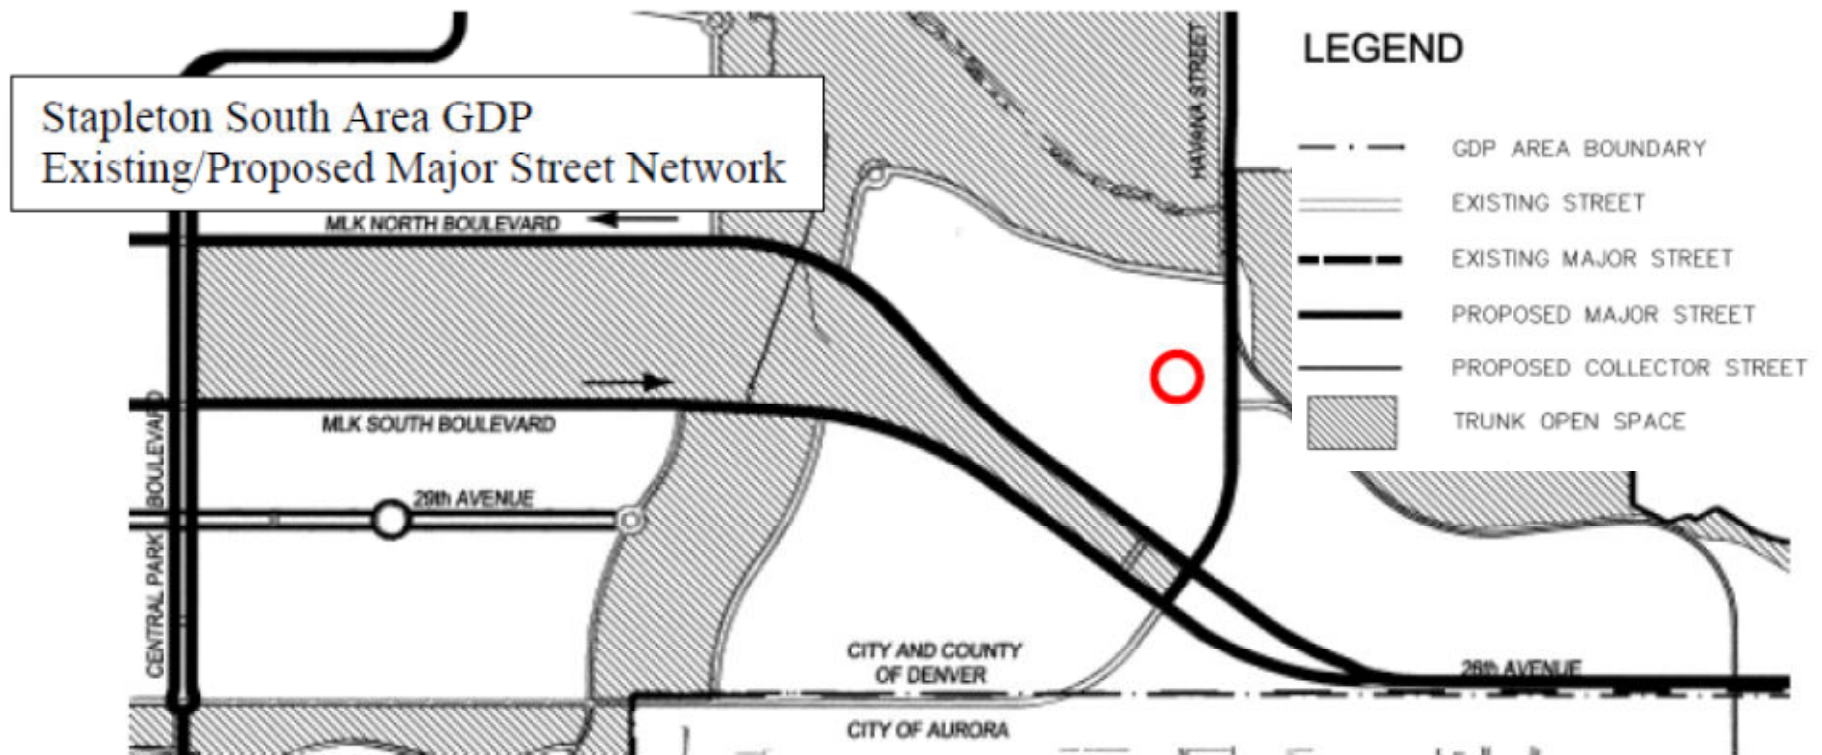 Stapleton South Area GDP
Existing/Proposed Major Street Network
MLK NORTH BOULEVARD
MLK SOUTH BOULEVARD
CENTRAL PARK BOULEVARD
29th AVENUE
HAVANA STREET
CITY AND COUNTY
OF DENVER
CITY OF AURORA
26th AVENUE
LEGEND
GDP AREA BOUNDARY
EXISTING STREET
EXISTING MAJOR STREET
PROPOSED MAJOR STREET
PROPOSED COLLECTOR STREET
TRUNK OPEN SPACE